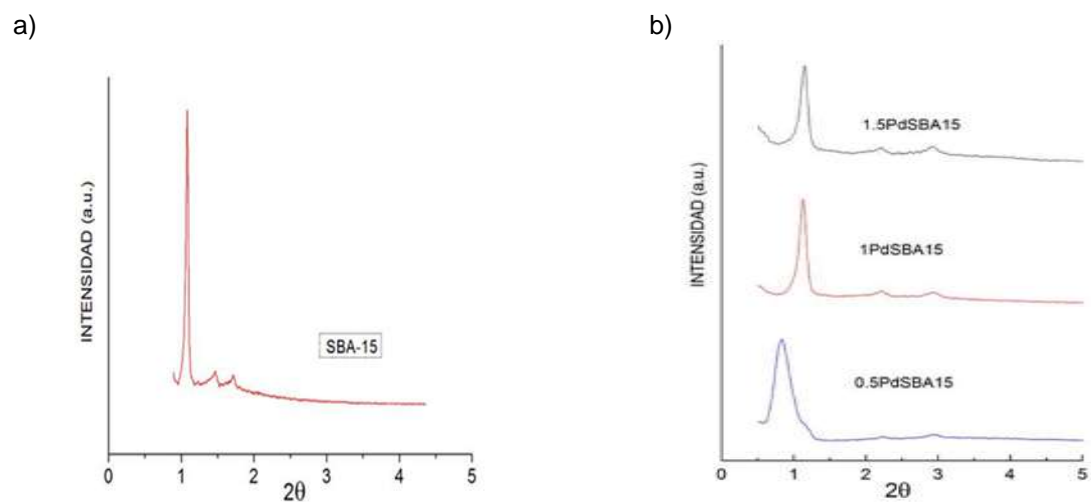 a)
INTENSIDAD (a.u.)
SBA-15
0 1 2 3 4 5
2θ
b)
INTENSIDAD (a.u.)
1.5PdSBA15
1PdSBA15
0.5PdSBA15
0 1 2 3 4 5
2θ